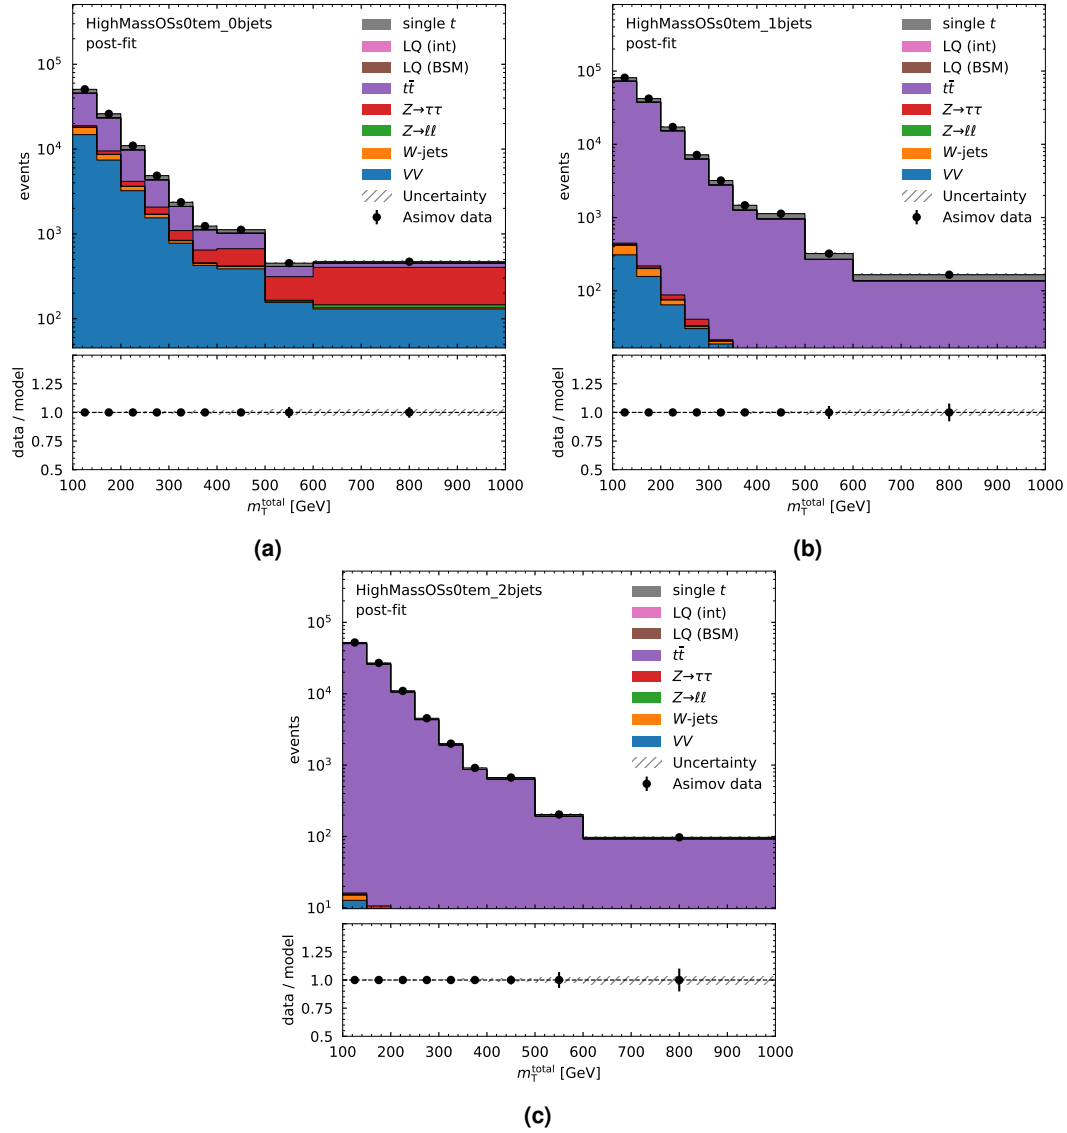 HighMassOSs0tem_0bjets
post-fit
single t
LQ (int)
LQ (BSM)
tt̄
Z→ττ
Z→ℓℓ
W-jets
VV
Uncertainty
Asimov data
events
10⁵
10⁴
10³
10²
data / model
1.25
1.0
0.75
0.5
100 200 300 400 500 600 700 800 900 1000
m_T^total [GeV]
(a)
HighMassOSs0tem_1bjets
post-fit
single t
LQ (int)
LQ (BSM)
tt̄
Z→ττ
Z→ℓℓ
W-jets
VV
Uncertainty
Asimov data
events
10⁵
10⁴
10³
10²
data / model
1.25
1.0
0.75
0.5
100 200 300 400 500 600 700 800 900 1000
m_T^total [GeV]
(b)
HighMassOSs0tem_2bjets
post-fit
single t
LQ (int)
LQ (BSM)
tt̄
Z→ττ
Z→ℓℓ
W-jets
VV
Uncertainty
Asimov data
events
10⁵
10⁴
10³
10²
10¹
data / model
1.25
1.0
0.75
0.5
100 200 300 400 500 600 700 800 900 1000
m_T^total [GeV]
(c)